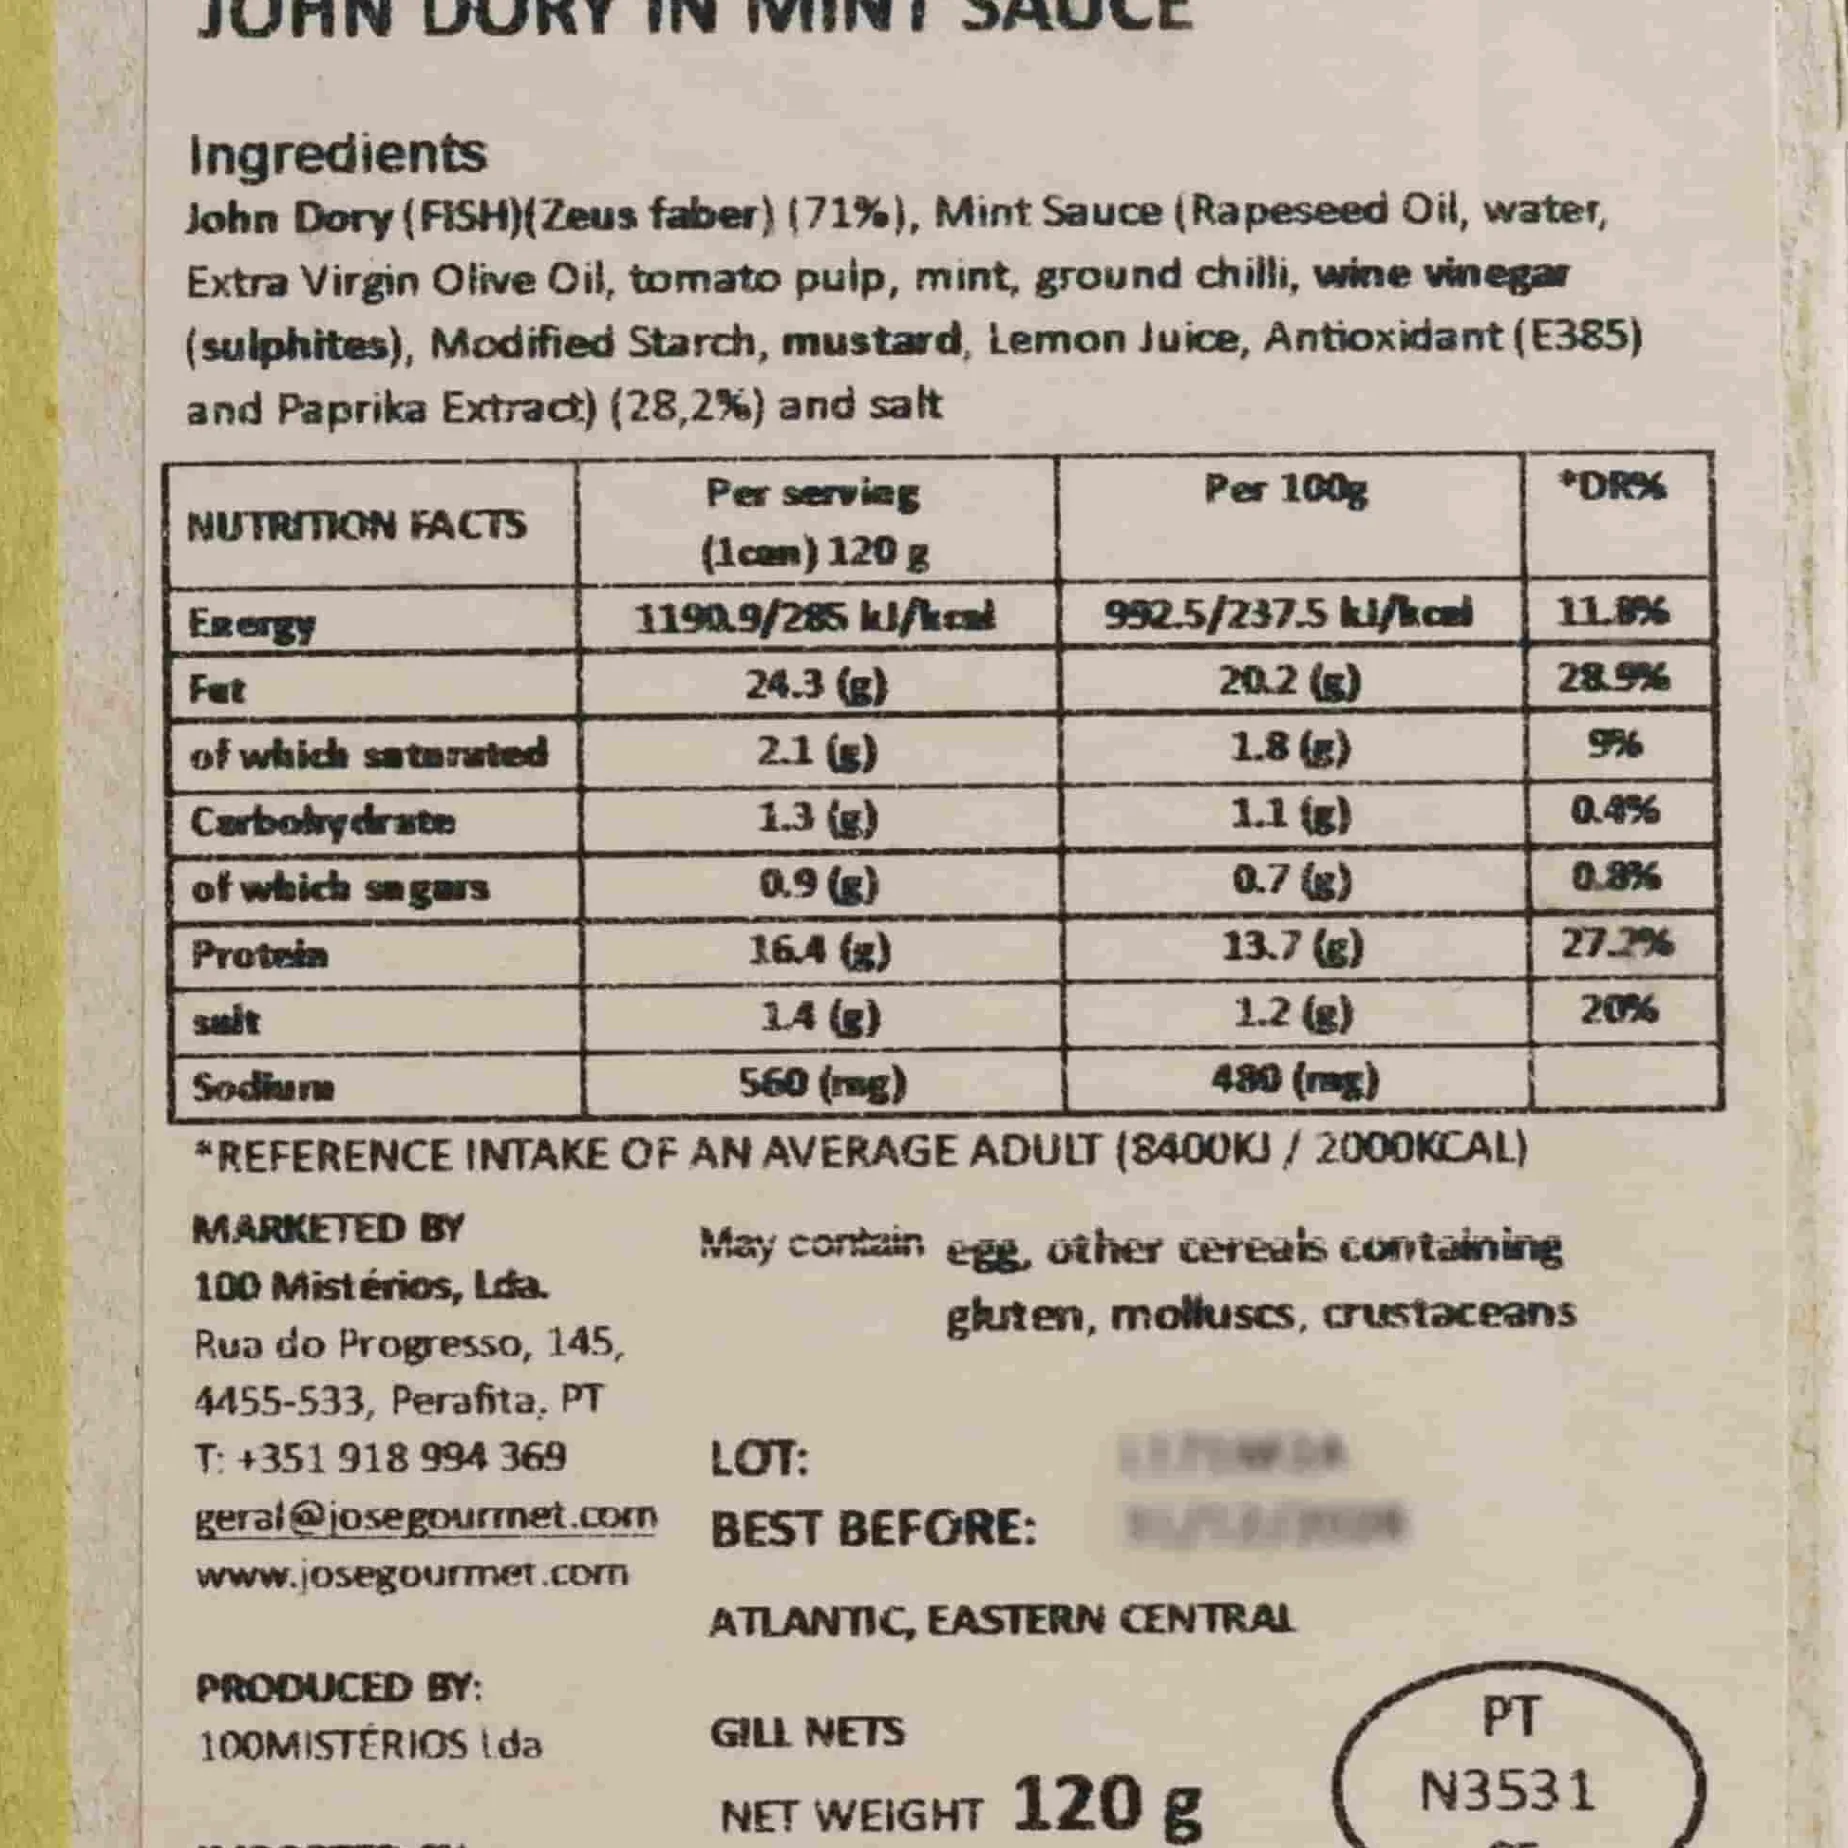 JOHN DORY IN MINT SAUCE
Ingredients
John Dory (FISH)(Zeus faber) (71%), Mint Sauce (Rapeseed Oil, water,
Extra Virgin Olive Oil, tomato pulp, mint, ground chilli, wine vinegar
(sulphites), Modified Starch, mustard, Lemon Juice, Antioxidant (E385)
and Paprika Extract) (28,2%) and salt
NUTRITION FACTS Per serving (1can) 120 g Per 100g *DR%
Energy 1190.9/285 kJ/kcal 992.5/237.5 kJ/kcal 11.8%
Fat 24.3 (g) 20.2 (g) 28.9%
of which saturated 2.1 (g) 1.8 (g) 9%
Carbohydrate 1.3 (g) 1.1 (g) 0.4%
of which sugars 0.9 (g) 0.7 (g) 0.8%
Protein 16.4 (g) 13.7 (g) 27.2%
salt 1.4 (g) 1.2 (g) 20%
Sodium 560 (mg) 480 (mg)
*REFERENCE INTAKE OF AN AVERAGE ADULT (8400KJ / 2000KCAL)
MARKETED BY
100 Mistérios, Lda.
Rua do Progresso, 145,
4455-533, Perafita, PT
T: +351 918 994 369
geral@josegourmet.com
www.josegourmet.com
PRODUCED BY:
100MISTÉRIOS Lda
May contain egg, other cereals containing
gluten, molluscs, crustaceans
LOT:
BEST BEFORE:
ATLANTIC, EASTERN CENTRAL
GILL NETS
NET WEIGHT 120 g
PT
N3531